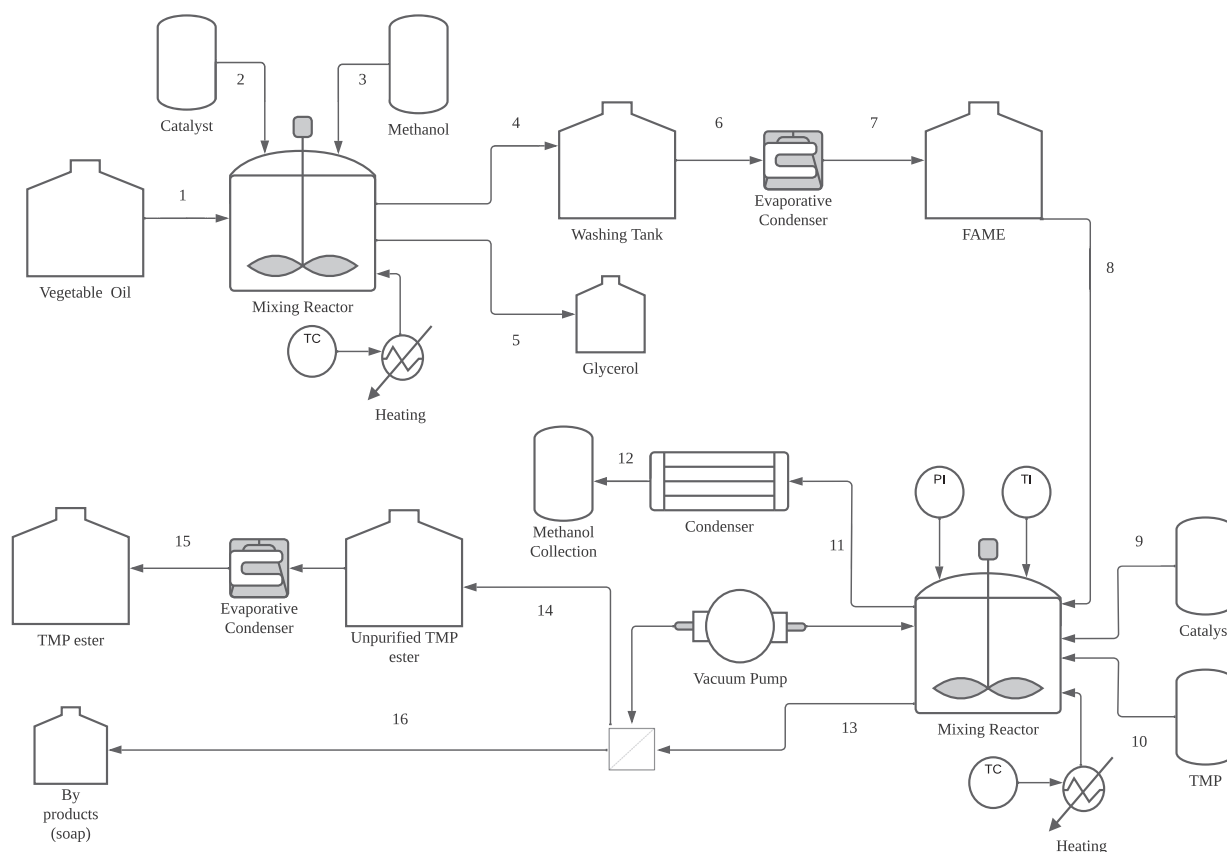 Catalyst
2
3
Methanol
1
4
6
7
Vegetable Oil
Mixing Reactor
Washing Tank
Evaporative
Condenser
FAME
8
TC
Heating
5
Glycerol
12
Methanol
Collection
Condenser
11
PI
TI
9
Catalys
TMP ester
15
Evaporative
Condenser
Unpurified TMP
ester
14
Vacuum Pump
Mixing Reactor
10
TMP
16
13
By
products
(soap)
TC
Heating